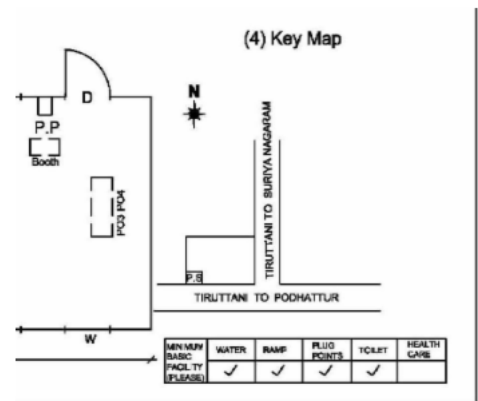 (4) Key Map
D
N
P.P
Booth
PO3 PO4
TIRUTTANI TO SURIYA NAGARAM
P.S
TIRUTTANI TO PODHATTUR
W
MINIMUM BASIC FACILITY (PLEASE) WATER RAMP PLUG POINTS TOILET HEALTH CARE
✓ ✓ ✓ ✓